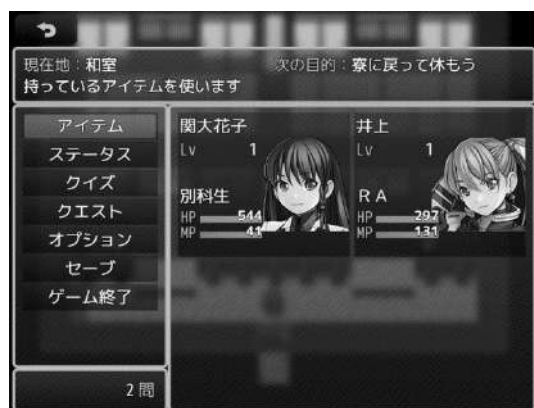 現在地：和室
次の目的：寮に戻って休もう
持っているアイテムを使います
アイテム
ステータス
クイズ
クエスト
オプション
セーブ
ゲーム終了
2 問
関大花子
Lv 1
別科生
HP 544
MP 41
井上
Lv 1
R A
HP 297
MP 131